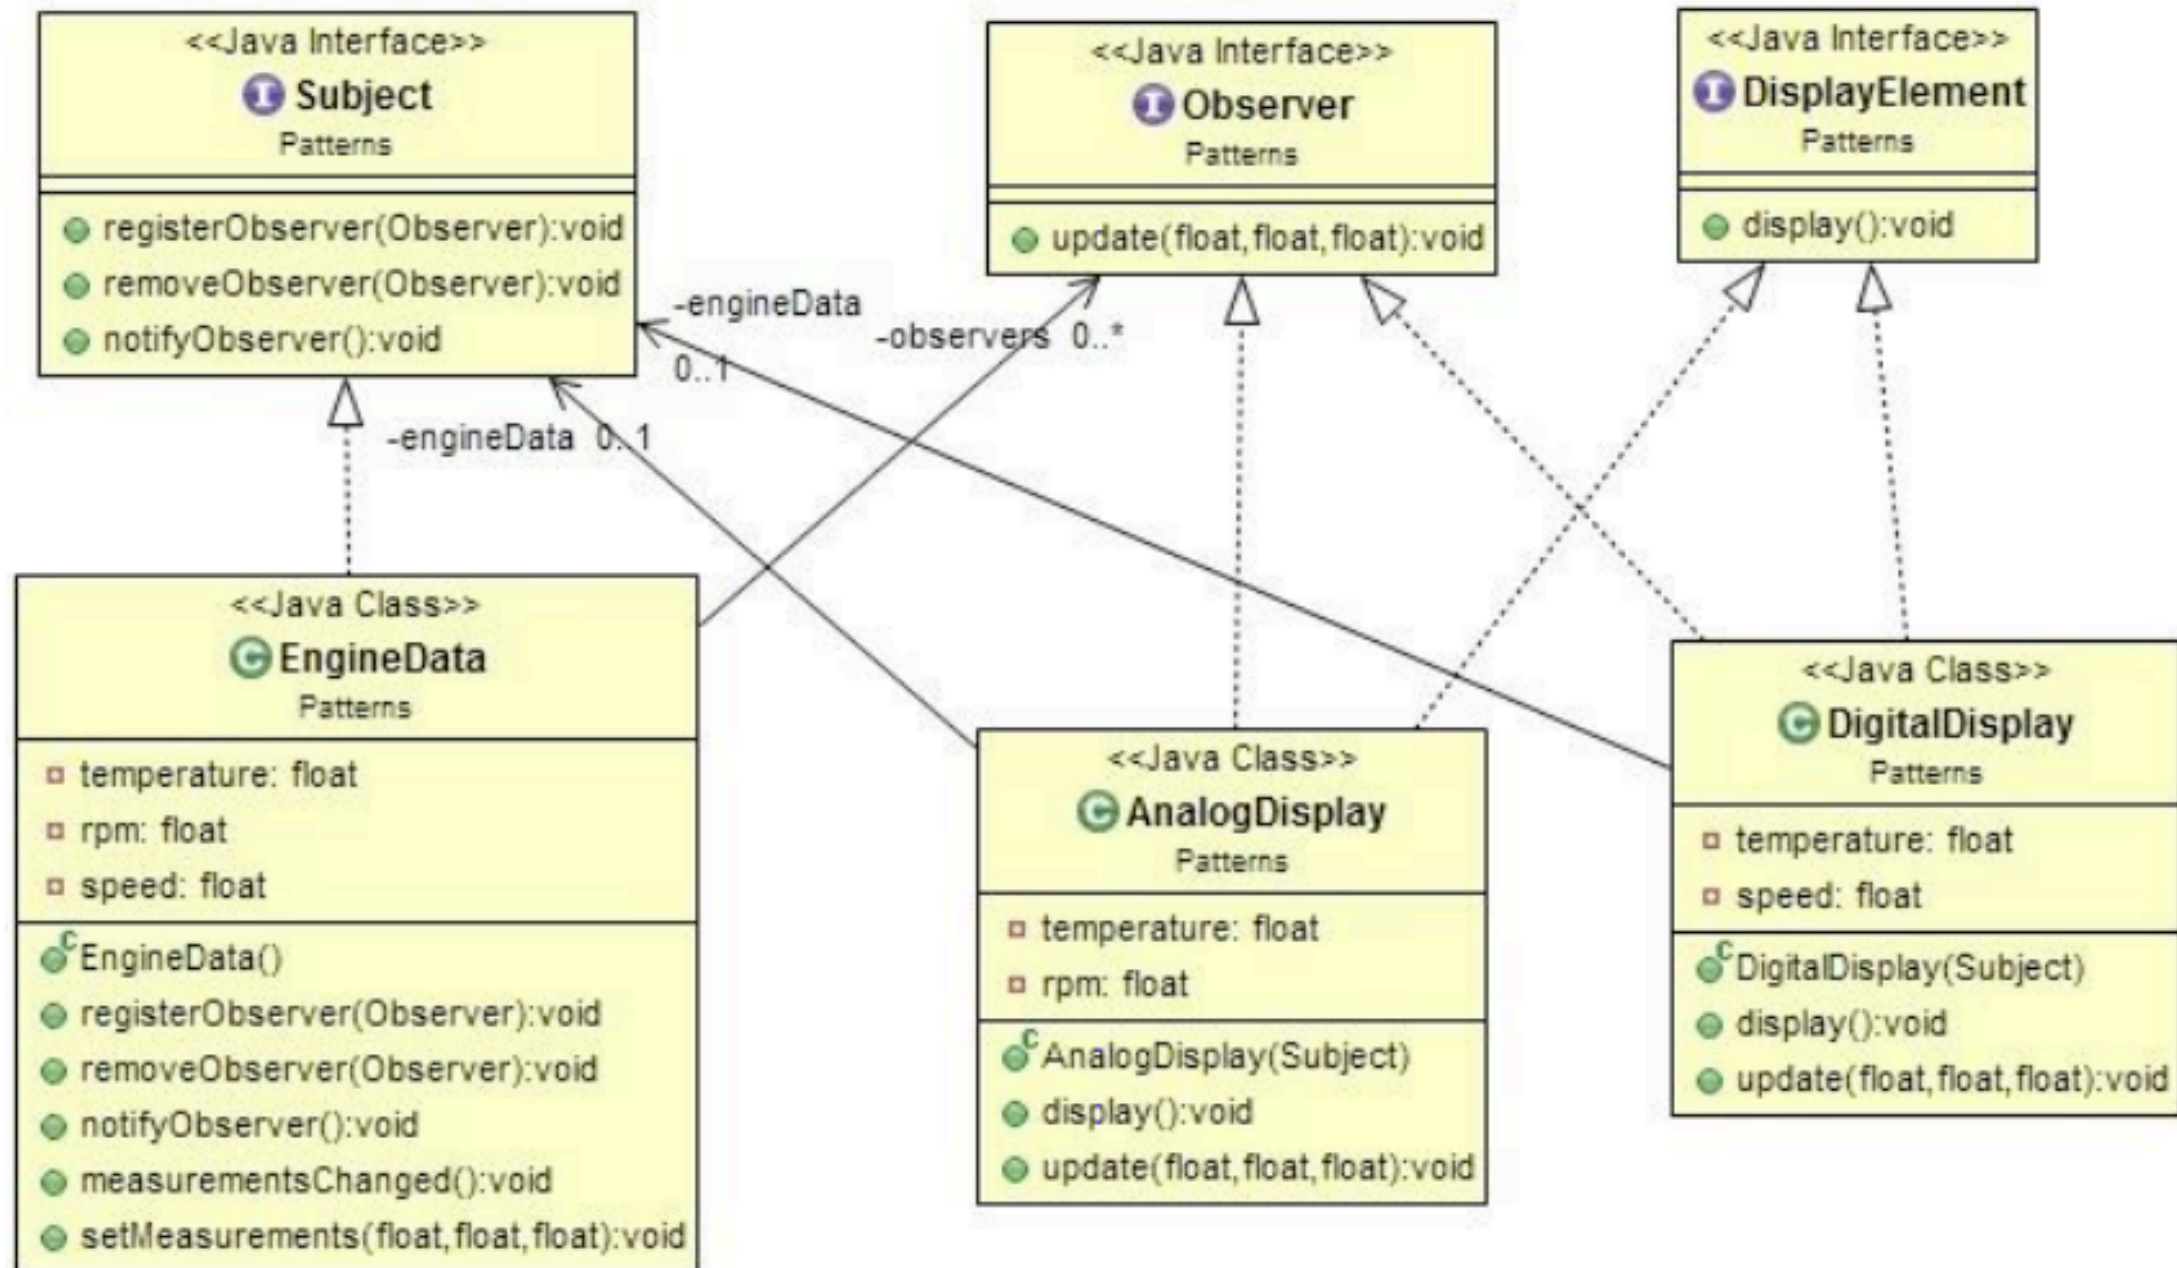 <<Java Interface>>
Subject
Patterns
registerObserver(Observer):void
removeObserver(Observer):void
notifyObserver():void
<<Java Interface>>
Observer
Patterns
update(float,float,float):void
<<Java Interface>>
DisplayElement
Patterns
display():void
-engineData
0..1
-observers 0..*
-engineData 0..1
<<Java Class>>
EngineData
Patterns
temperature: float
rpm: float
speed: float
EngineData()
registerObserver(Observer):void
removeObserver(Observer):void
notifyObserver():void
measurementsChanged():void
setMeasurements(float,float,float):void
<<Java Class>>
AnalogDisplay
Patterns
temperature: float
rpm: float
AnalogDisplay(Subject)
display():void
update(float,float,float):void
<<Java Class>>
DigitalDisplay
Patterns
temperature: float
speed: float
DigitalDisplay(Subject)
display():void
update(float,float,float):void